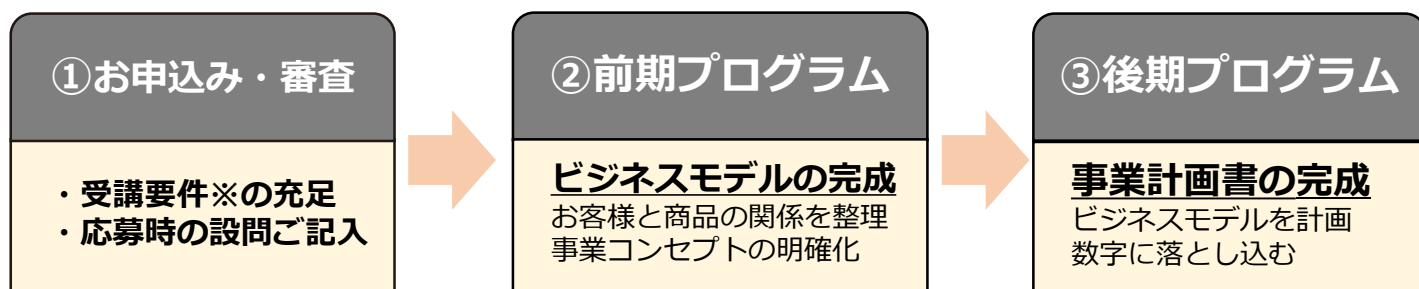 ①お申込み・審査
・受講要件※の充足
・応募時の設問ご記入
②前期プログラム
ビジネスモデルの完成
お客様と商品の関係を整理
事業コンセプトの明確化
③後期プログラム
事業計画書の完成
ビジネスモデルを計画
数字に落とし込む